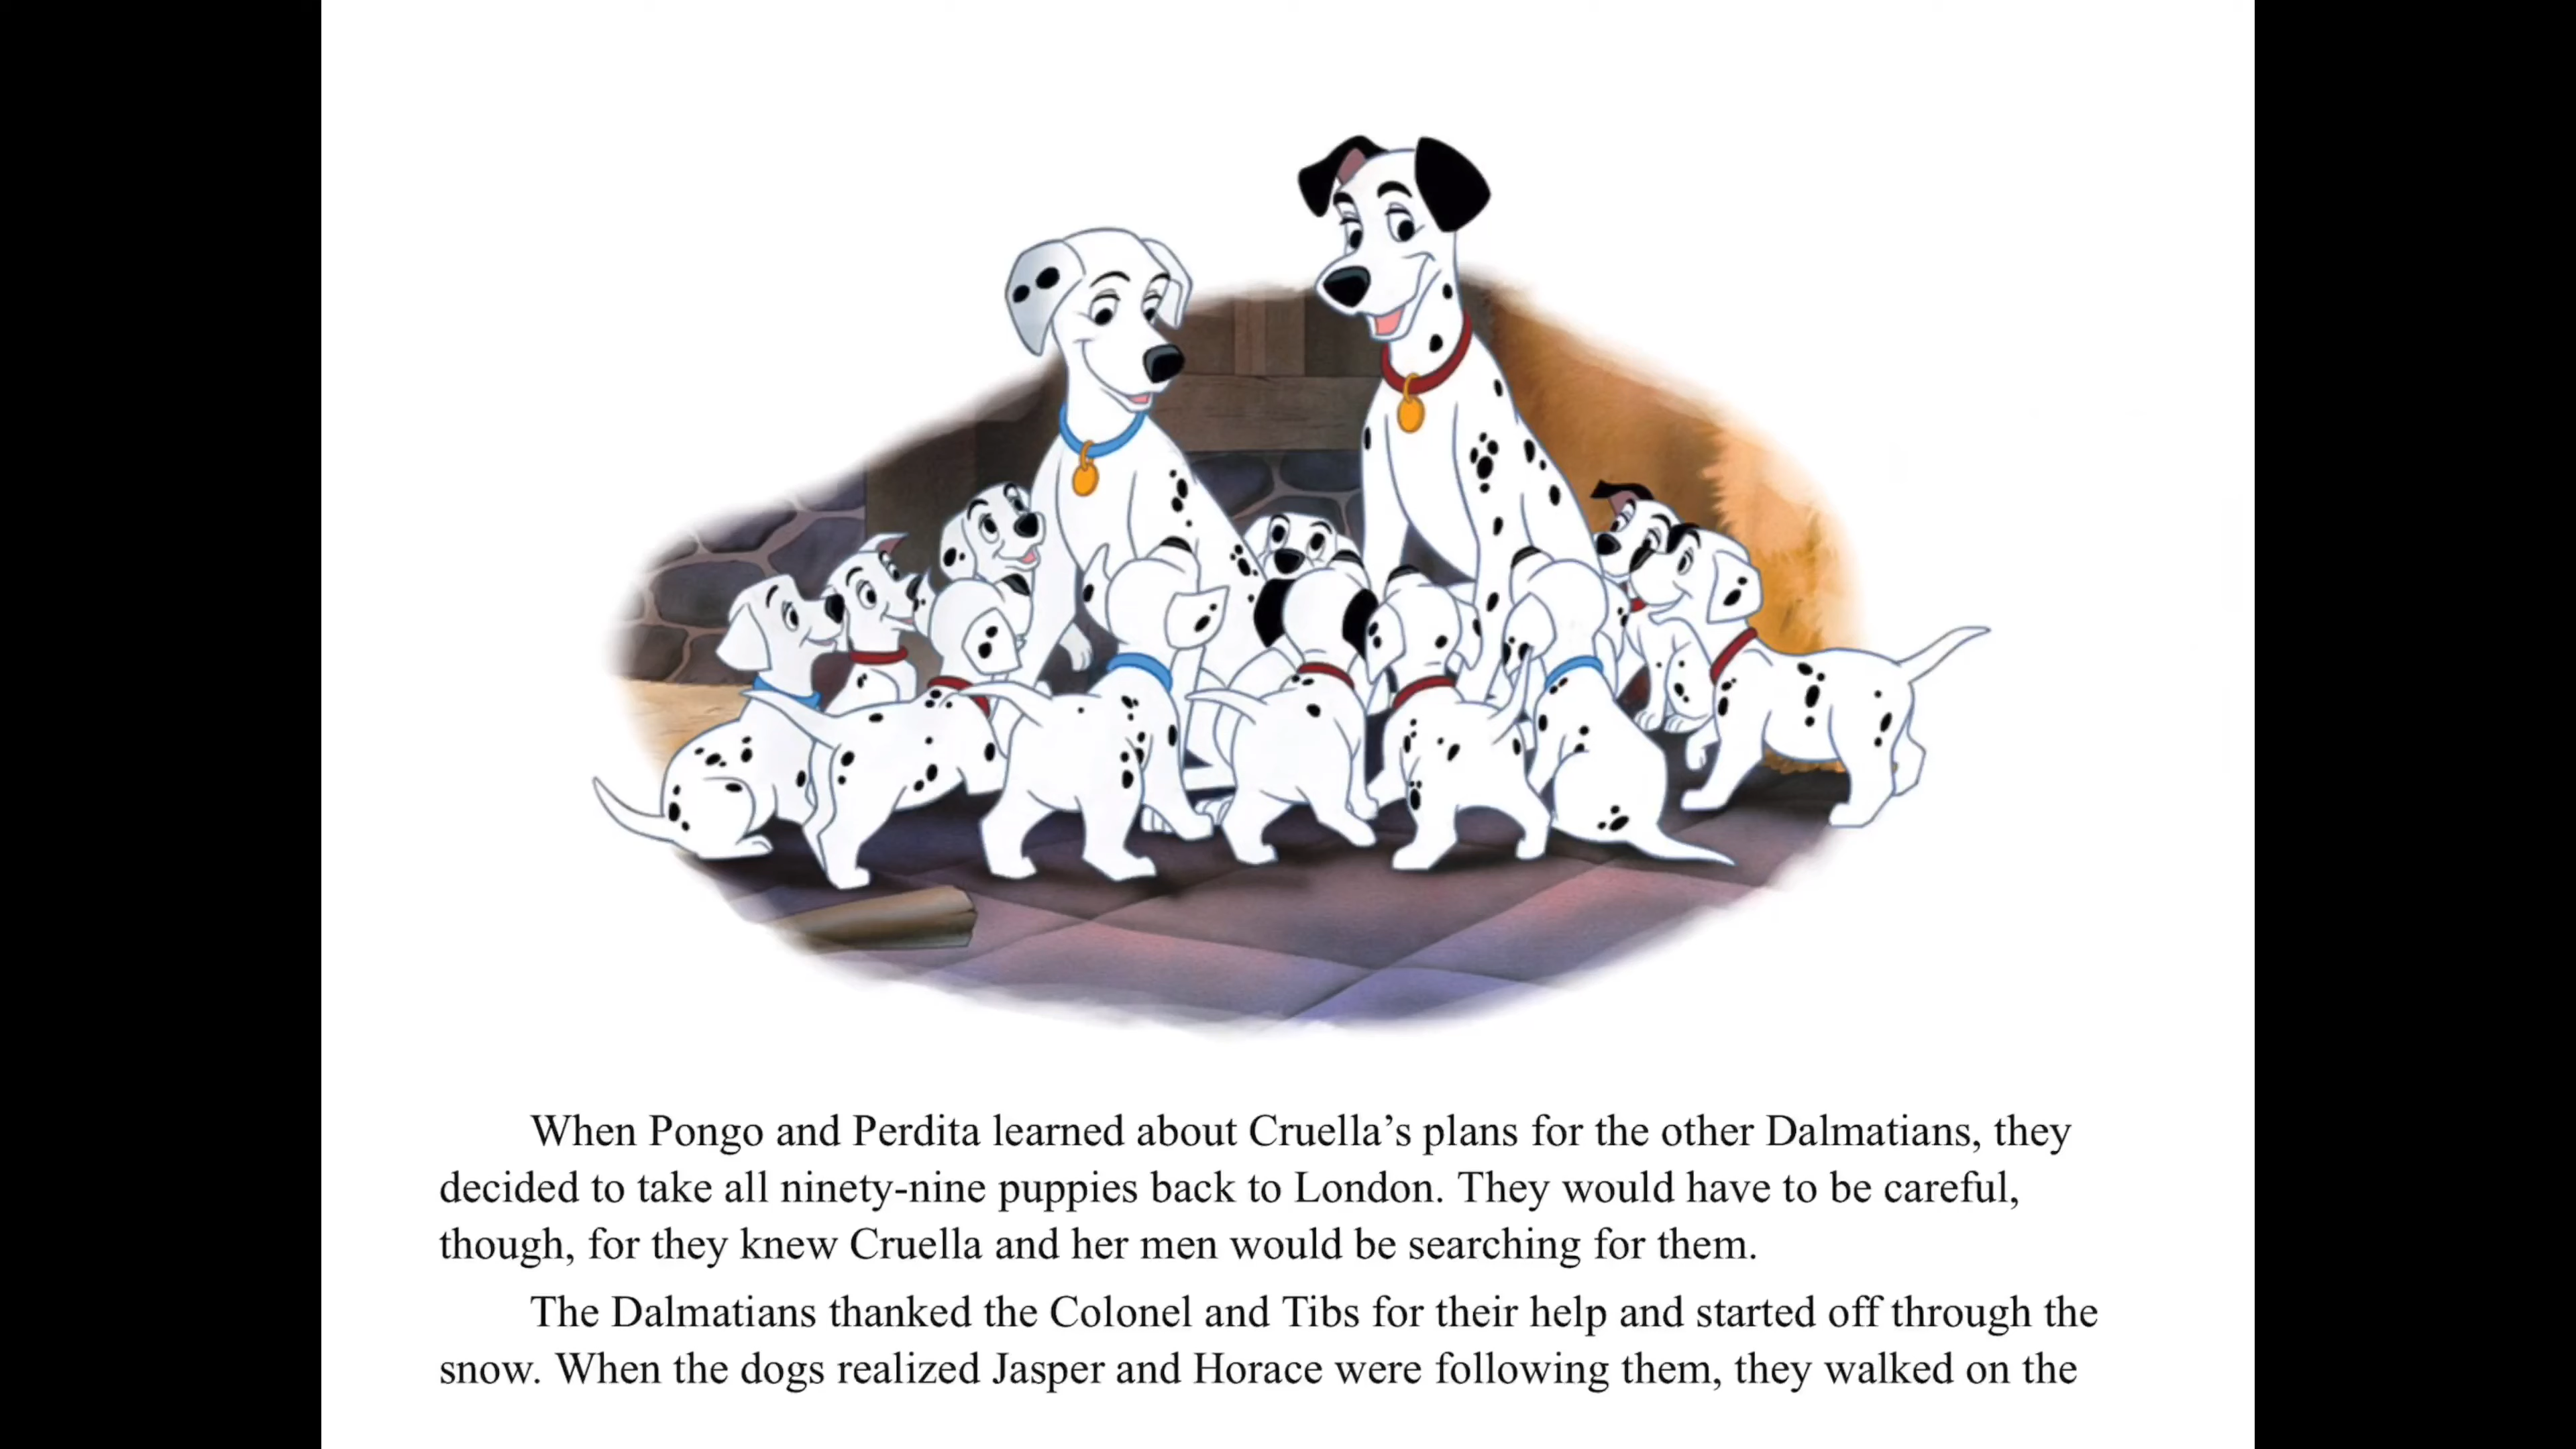 When Pongo and Perdita learned about Cruella’s plans for the other Dalmatians, they
decided to take all ninety-nine puppies back to London. They would have to be careful,
though, for they knew Cruella and her men would be searching for them.
The Dalmatians thanked the Colonel and Tibs for their help and started off through the
snow. When the dogs realized Jasper and Horace were following them, they walked on the